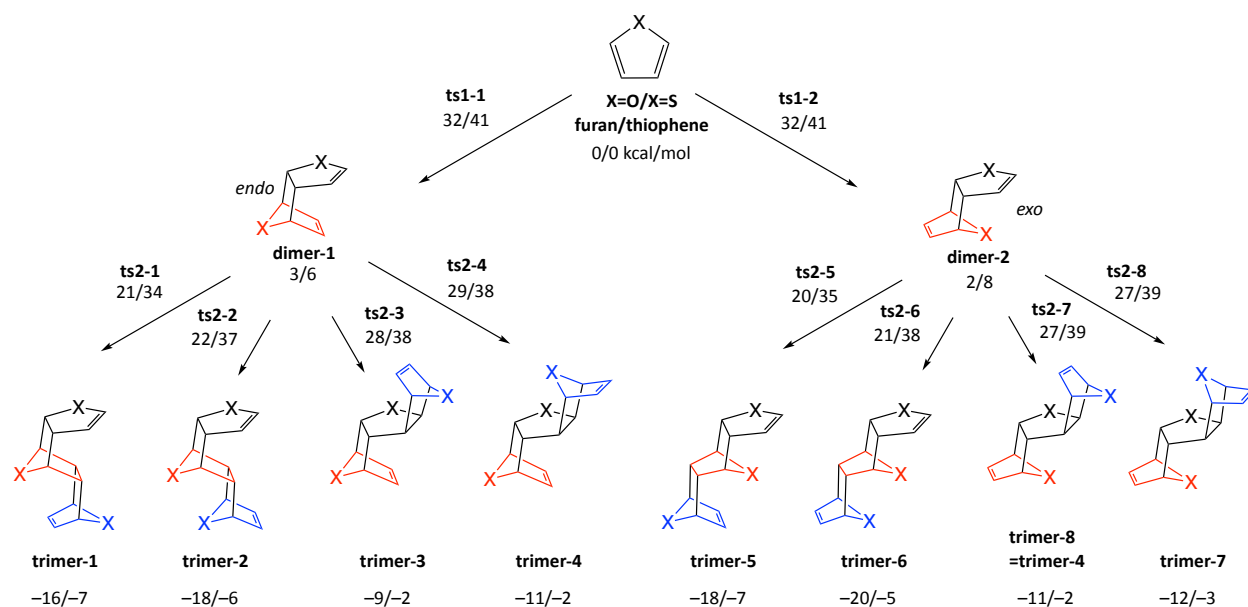 X
X=O/X=S
furan/thiophene
0/0 kcal/mol
ts1-1
32/41
ts1-2
32/41
X
endo
X
dimer-1
3/6
X
exo
X
dimer-2
2/8
ts2-1
21/34
ts2-2
22/37
ts2-3
28/38
ts2-4
29/38
ts2-5
20/35
ts2-6
21/38
ts2-7
27/39
ts2-8
27/39
X
X
X
trimer-1
–16/–7
X
X
X
trimer-2
–18/–6
X
X
X
trimer-3
–9/–2
X
X
X
trimer-4
–11/–2
X
X
X
trimer-5
–18/–7
X
X
X
trimer-6
–20/–5
X
X
X
trimer-8
=trimer-4
–11/–2
X
X
X
trimer-7
–12/–3